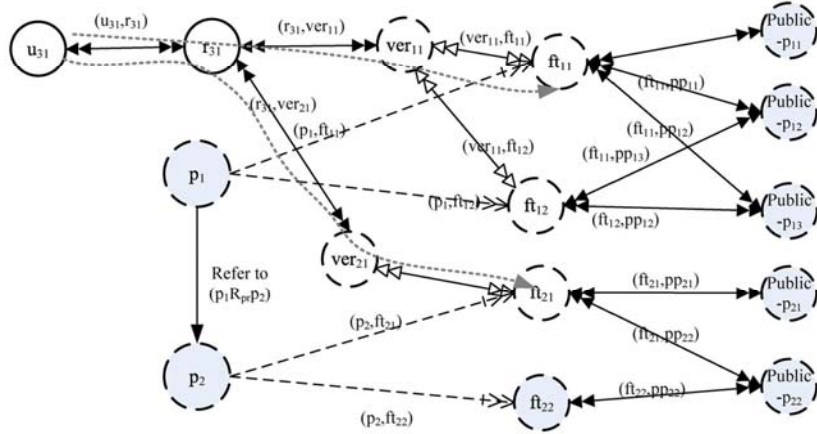 u31
(u31,r31)
r31
(r31,ver11)
ver11
(ver11,ft11)
ft11
Public
-p11
(ft11,pp11)
Public
-p12
(ft11,pp12)
(ft11,pp13)
Public
-p13
(r31,ver21)
(p1,ft11)
(ver11,ft12)
p1
(p1,ft12)
ft12
(ft12,pp12)
ver21
Refer to
(p1Rprp2)
ft21
(ft21,pp21)
Public
-p21
(p2,ft21)
(ft21,pp22)
p2
(p2,ft22)
ft22
(ft22,pp22)
Public
-p22